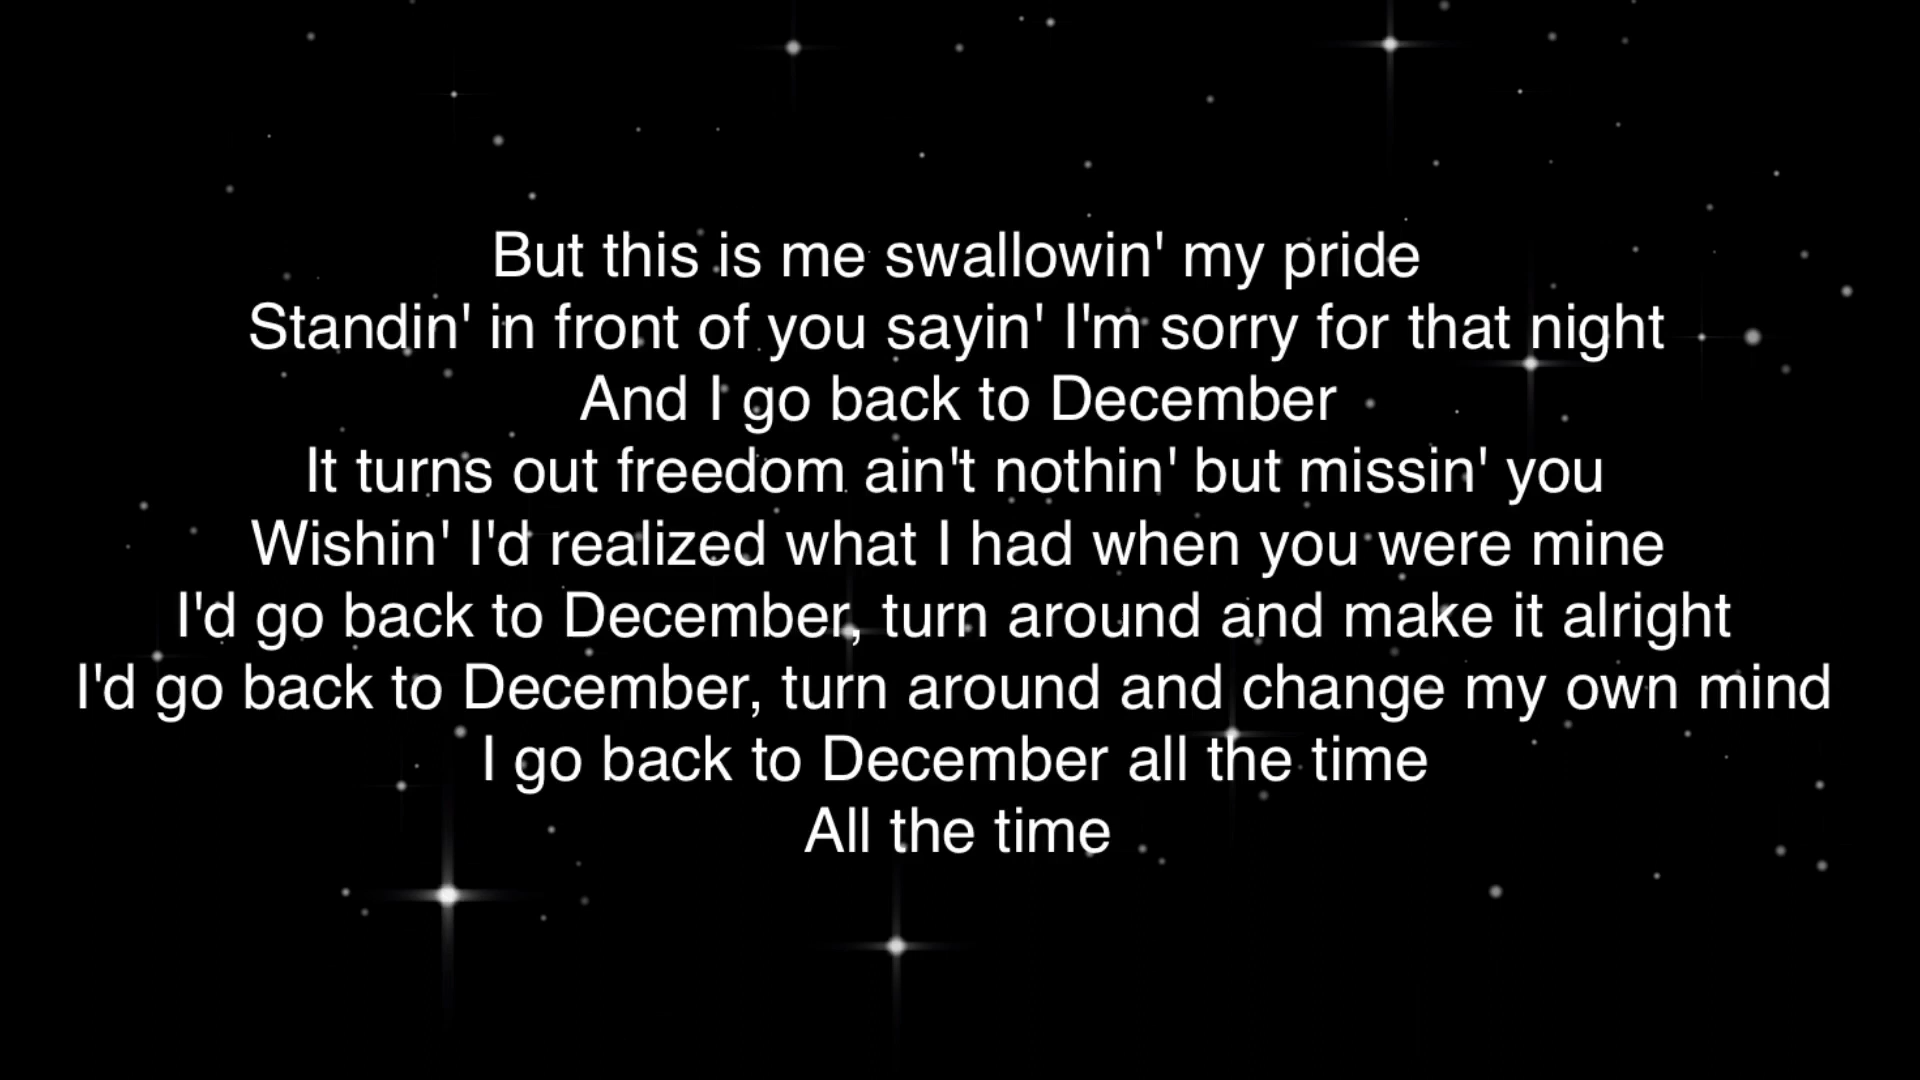 But this is me swallowin' my pride
Standin' in front of you sayin' I'm sorry for that night
And I go back to December
It turns out freedom ain't nothin' but missin' you
Wishin' I'd realized what I had when you were mine
I'd go back to December, turn around and make it alright
I'd go back to December, turn around and change my own mind
I go back to December all the time
All the time